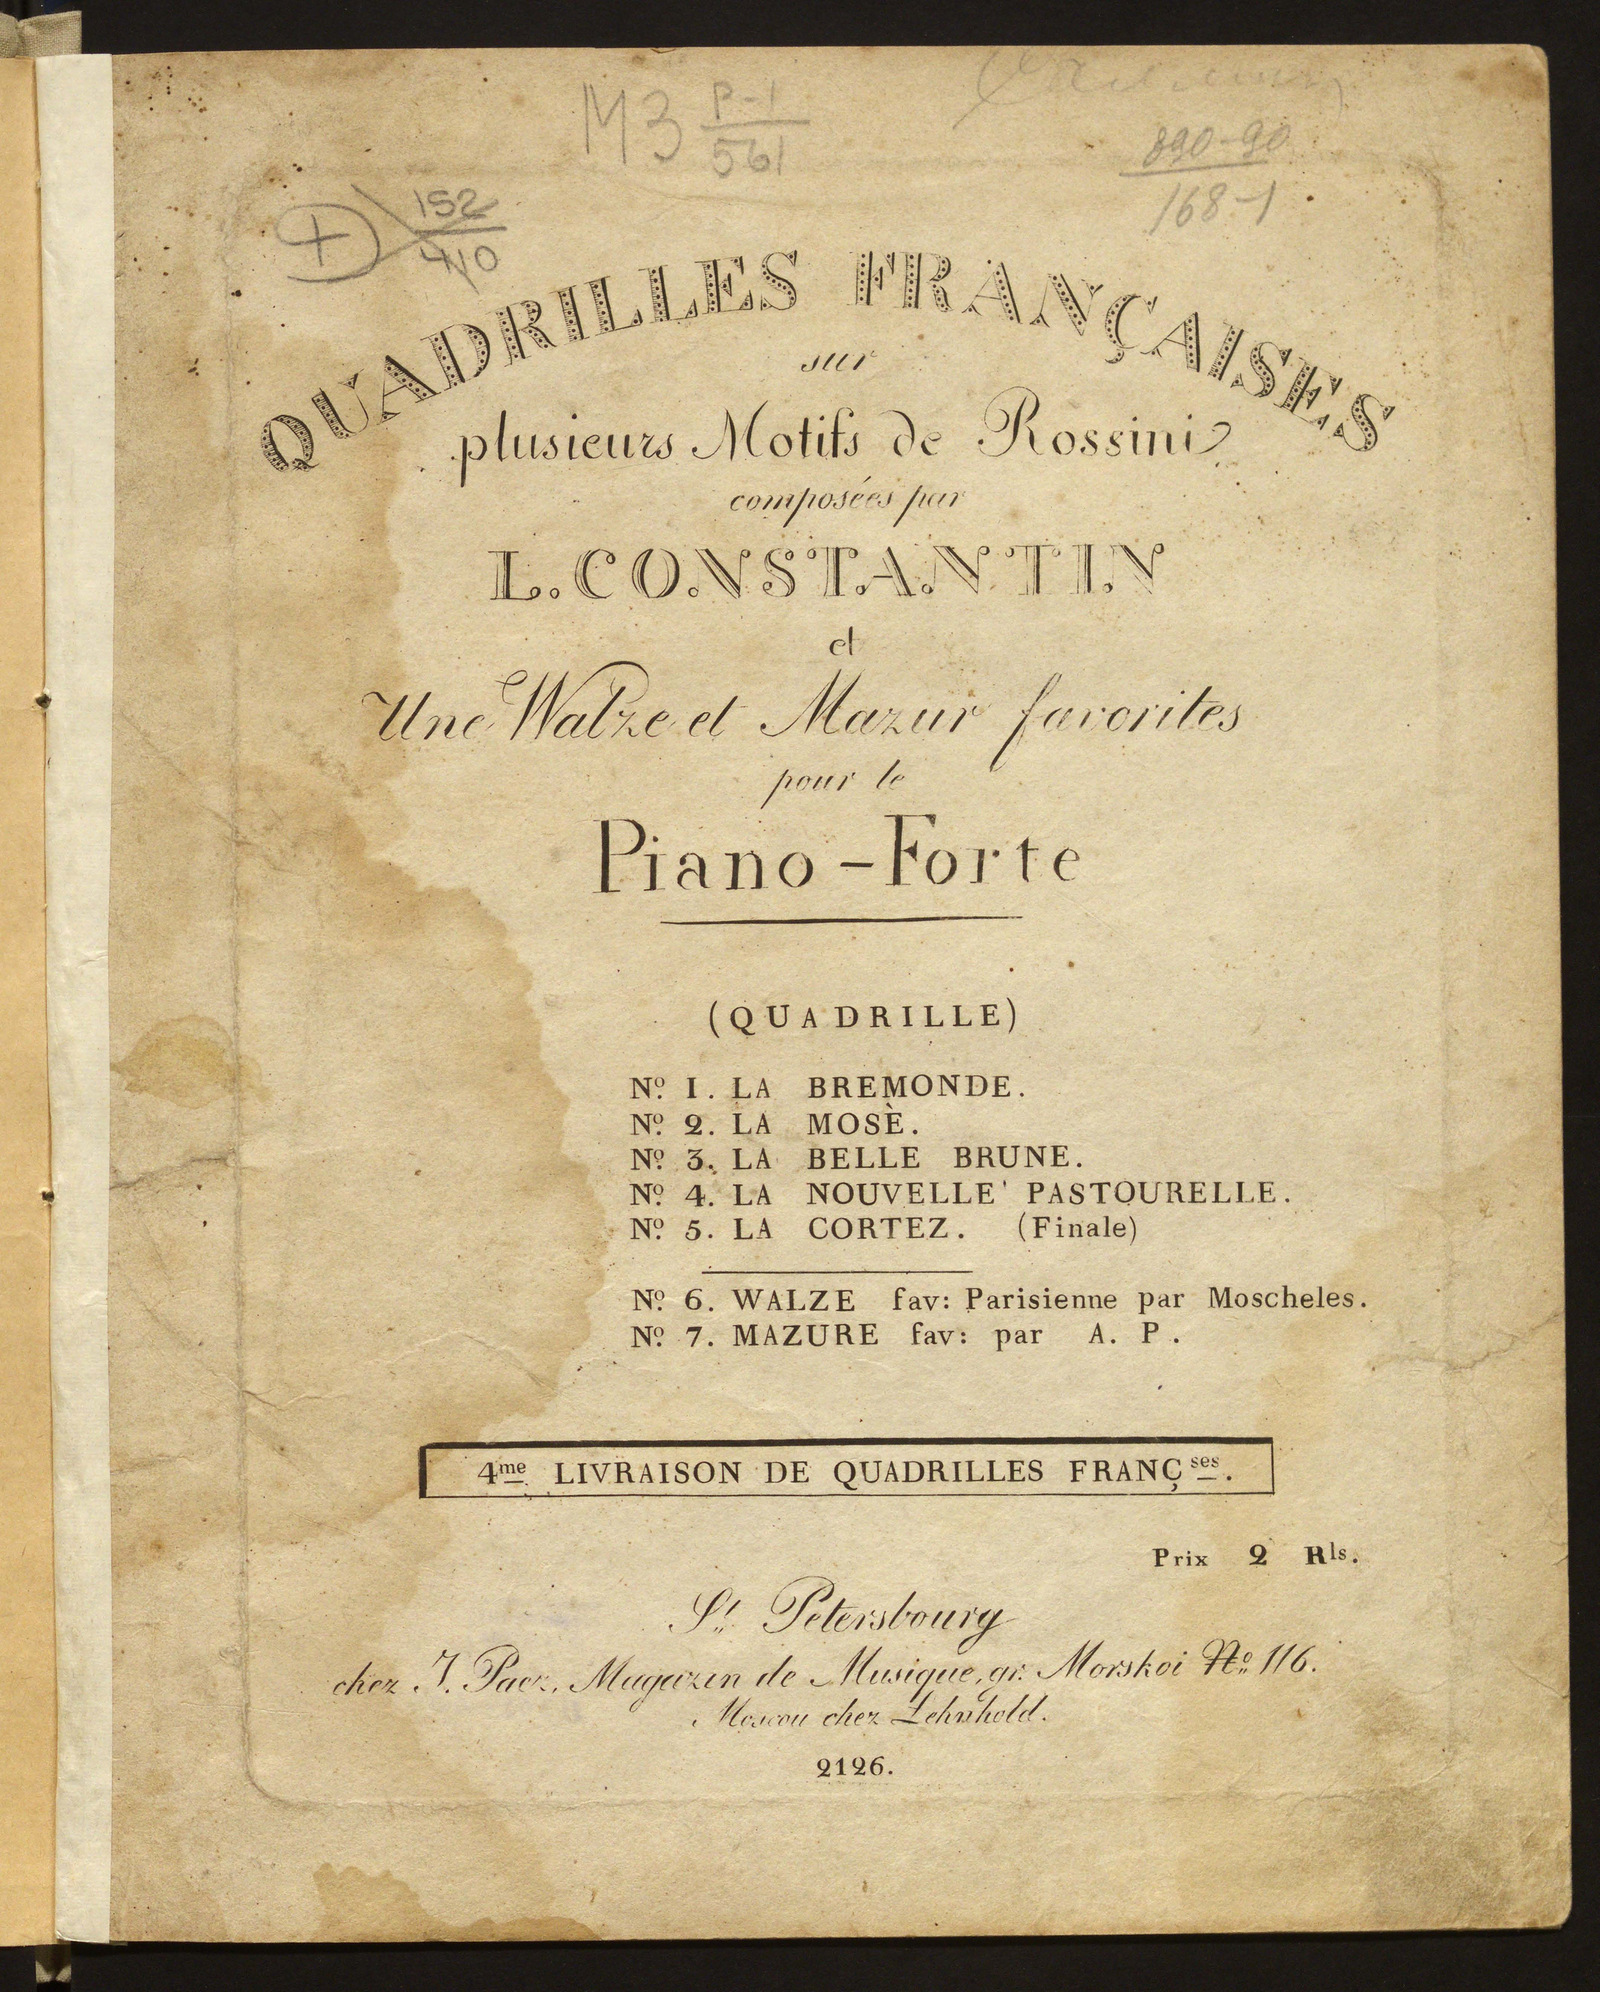 МЗ P-1/561
890-90/168-1
+ 152/410
QUADRILLES FRANÇAISES
sur
plusieurs Motifs de Rossini
composées par
L. CONSTANTIN
et
Une Walze et Mazur favorites
pour le
Piano-Forte
(QUADRILLE)
No. 1. LA BREMONDE.
No. 2. LA MOSÈ.
No. 3. LA BELLE BRUNE.
No. 4. LA NOUVELLE' PASTOURELLE.
No. 5. LA CORTEZ. (Finale)
No. 6. WALZE fav: Parisienne par Moscheles.
No. 7. MAZURE fav: par A. P.
4me LIVRAISON DE QUADRILLES FRANÇses.
Prix 2 Rls.
St. Petersbourg
chez J. Paez, Magazin de Musique, gr. Morskoi No. 116.
Moscou chez Lehnhold.
2126.